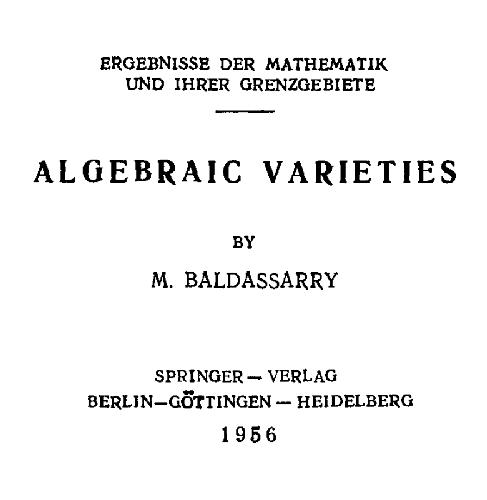 ERGEBNISSE DER MATHEMATIK
UND IHRER GRENZGEBIETE
ALGEBRAIC VARIETIES
BY
M. BALDASSARRY
SPRINGER — VERLAG
BERLIN—GÖTTINGEN — HEIDELBERG
1956